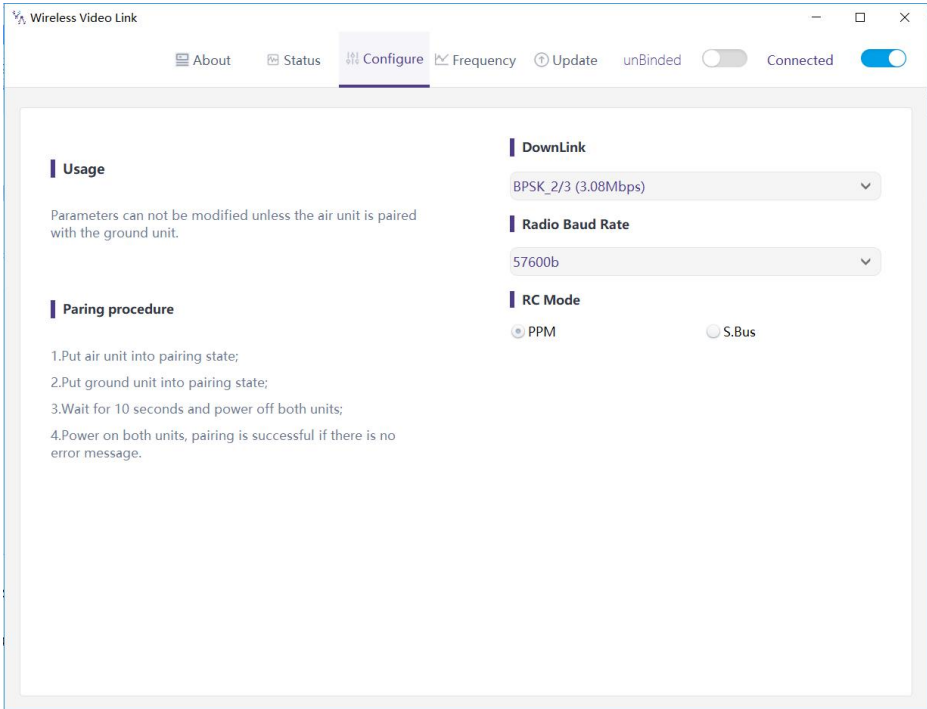 Wireless Video Link
About
Status
Configure
Frequency
Update
unBinded
Connected
Usage
Parameters can not be modified unless the air unit is paired
with the ground unit.
Paring procedure
1.Put air unit into pairing state;
2.Put ground unit into pairing state;
3.Wait for 10 seconds and power off both units;
4.Power on both units, pairing is successful if there is no
error message.
DownLink
BPSK_2/3 (3.08Mbps)
Radio Baud Rate
57600b
RC Mode
PPM
S.Bus